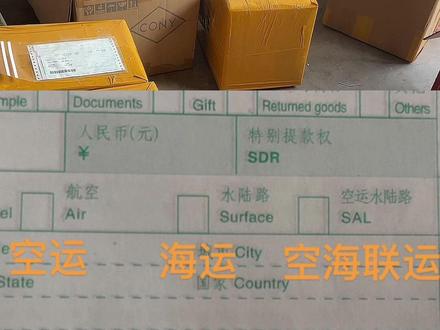 CONY
mple Documents Gift Returned goods Others
人民币(元) 特别提款权
¥ SDR
航空 水陆路 空运水陆路
el Air Surface SAL
空运 海运 City 空海联运
State 国家 Country